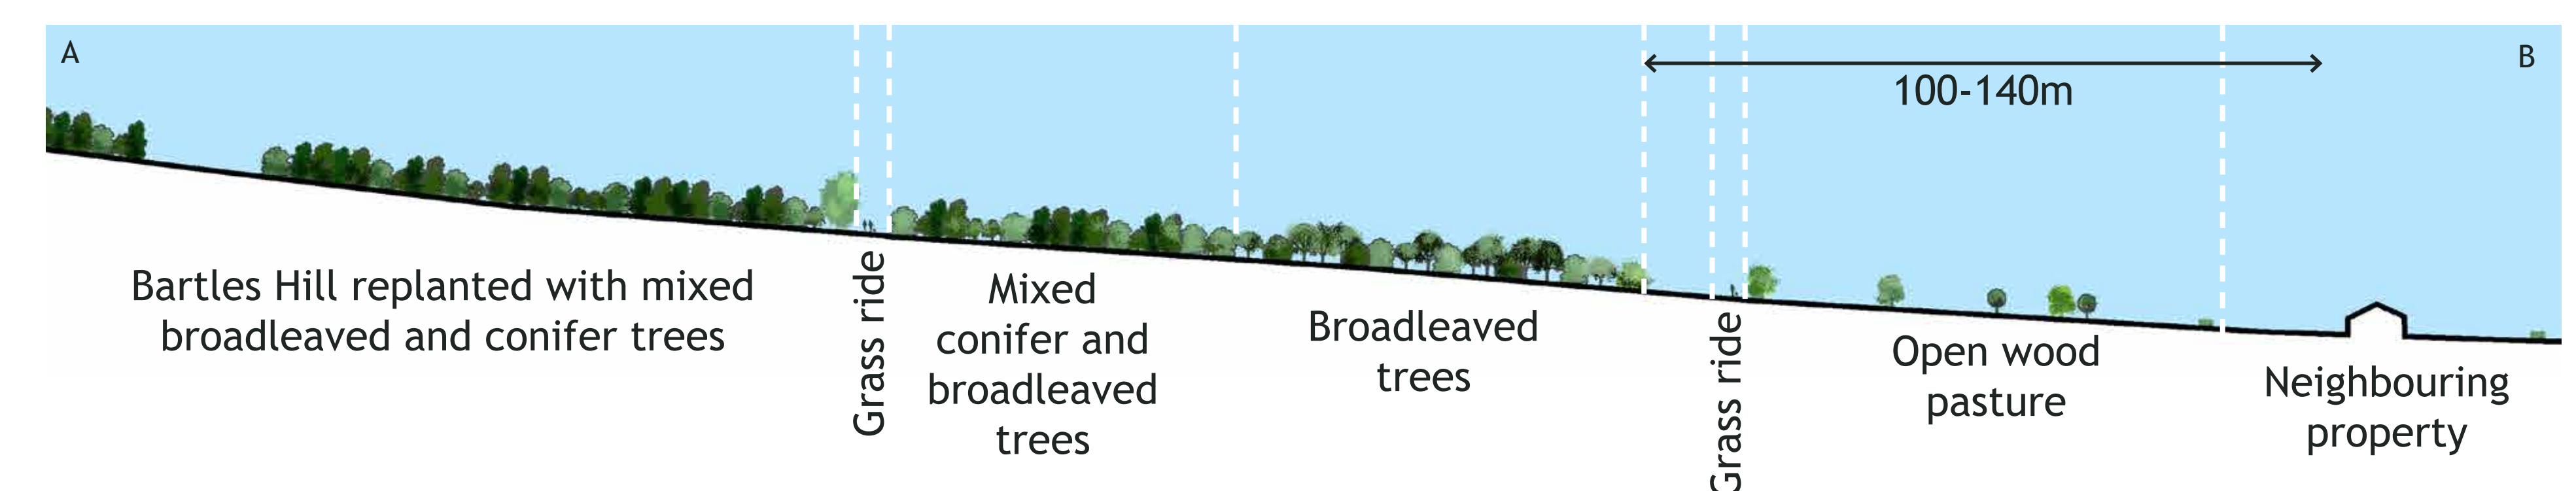 A
B
100-140m
Bartles Hill replanted with mixed
broadleaved and conifer trees
Grass ride
Mixed
conifer and
broadleaved
trees
Broadleaved
trees
Grass ride
Open wood
pasture
Neighbouring
property